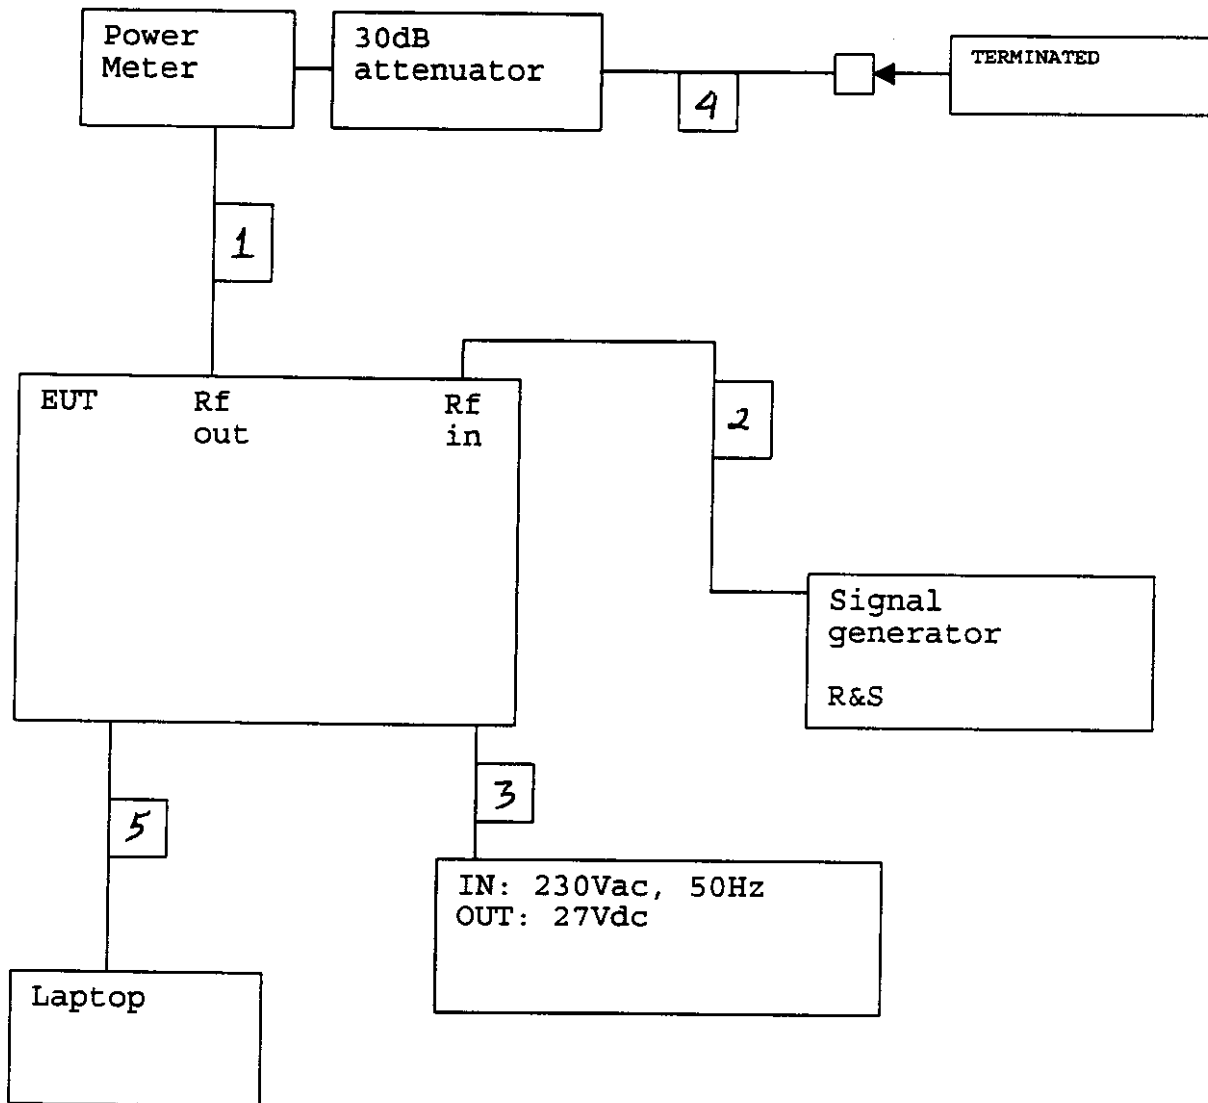 Power
Meter
30dB
attenuator
TERMINATED
4
1
EUT
Rf
out
Rf
in
2
Signal
generator
R&S
3
5
IN: 230Vac, 50Hz
OUT: 27Vdc
Laptop